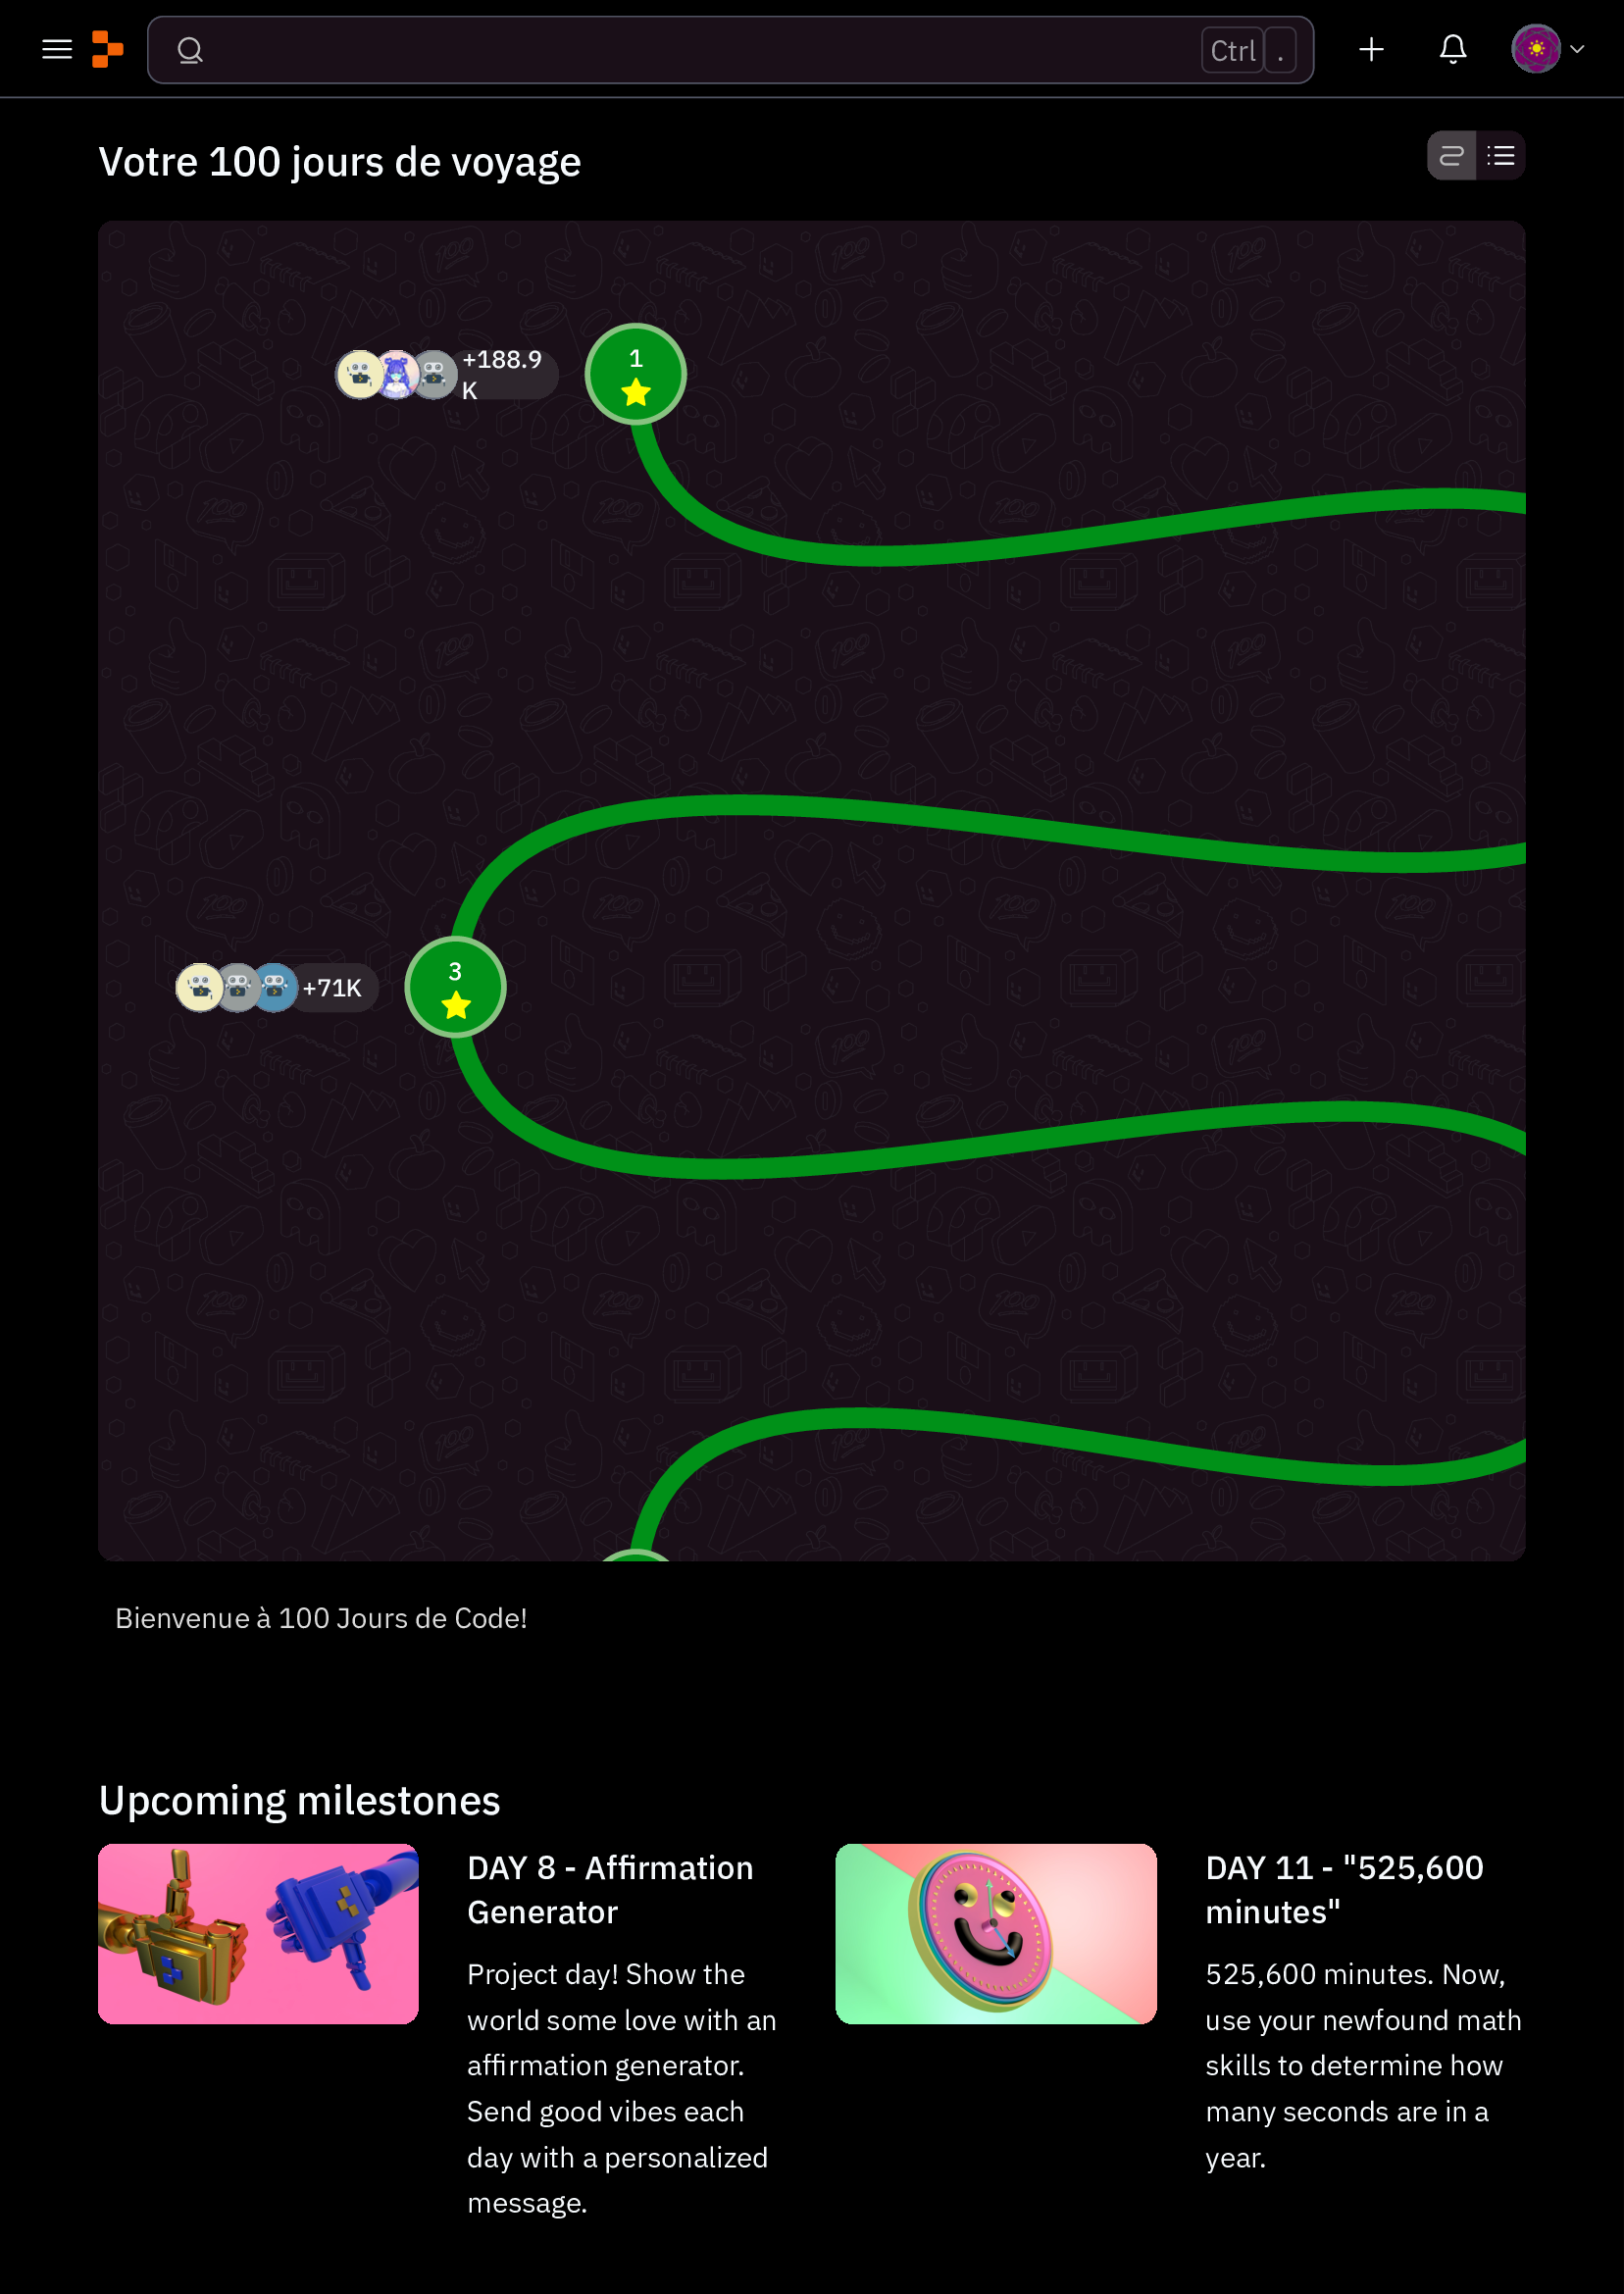 Ctrl .
Votre 100 jours de voyage
+188.9
K
1
+71K
3
Bienvenue à 100 Jours de Code!
Upcoming milestones
DAY 8 - Affirmation
Generator
Project day! Show the
world some love with an
affirmation generator.
Send good vibes each
day with a personalized
message.
DAY 11 - "525,600
minutes"
525,600 minutes. Now,
use your newfound math
skills to determine how
many seconds are in a
year.